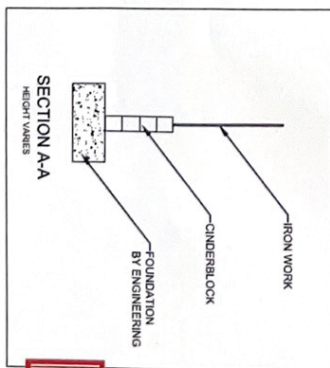 IRON WORK
CINDERBLOCK
FOUNDATION
BY ENGINEERING
SECTION A-A
HEIGHT VARIES